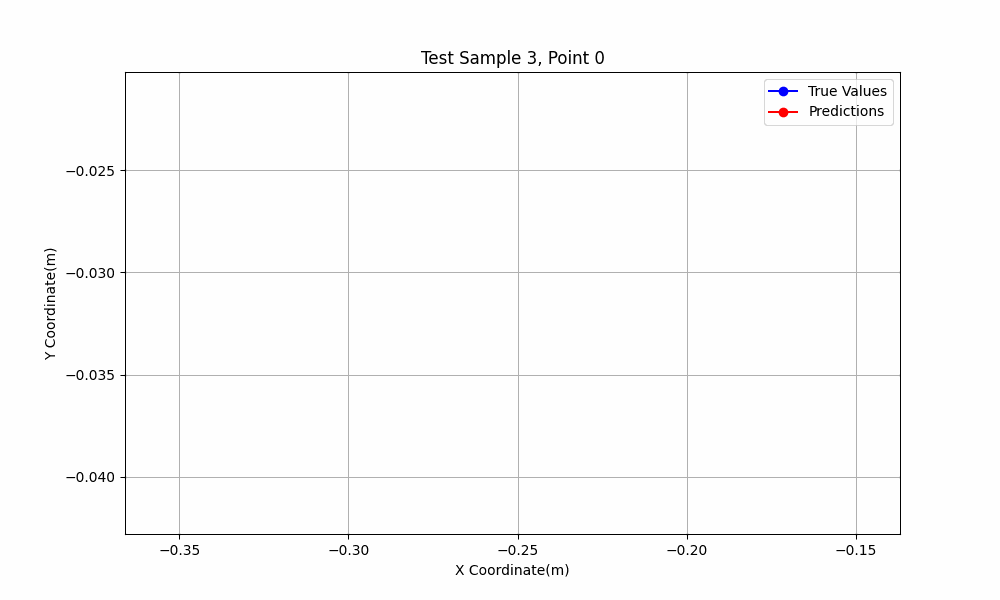 Test Sample 3, Point 0
True Values
Predictions
−0.025
−0.030
−0.035
−0.040
Y Coordinate(m)
−0.35 −0.30 −0.25 −0.20 −0.15
X Coordinate(m)